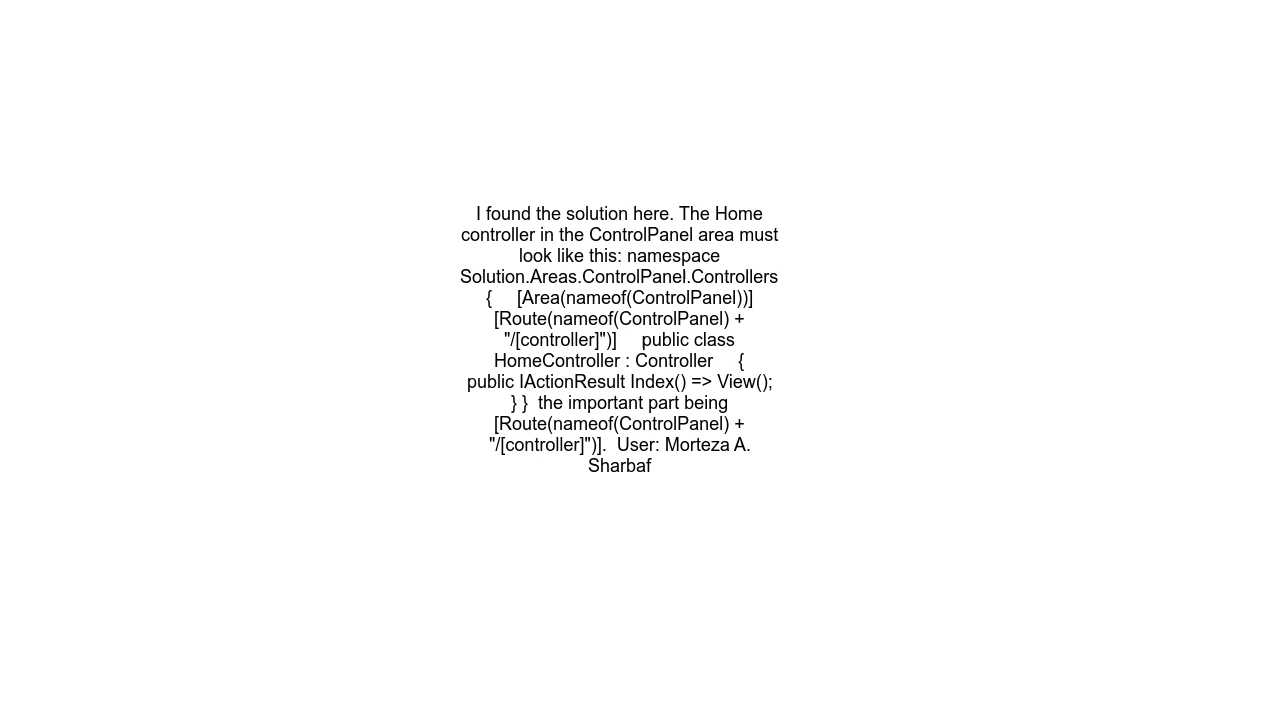 I found the solution here. The Home
controller in the ControlPanel area must
look like this: namespace
Solution.Areas.ControlPanel.Controllers
{     [Area(nameof(ControlPanel))]
[Route(nameof(ControlPanel) +
"/[controller]")]     public class
HomeController : Controller     {
public IActionResult Index() => View();
} }  the important part being
[Route(nameof(ControlPanel) +
"/[controller]")].  User: Morteza A.
Sharbaf